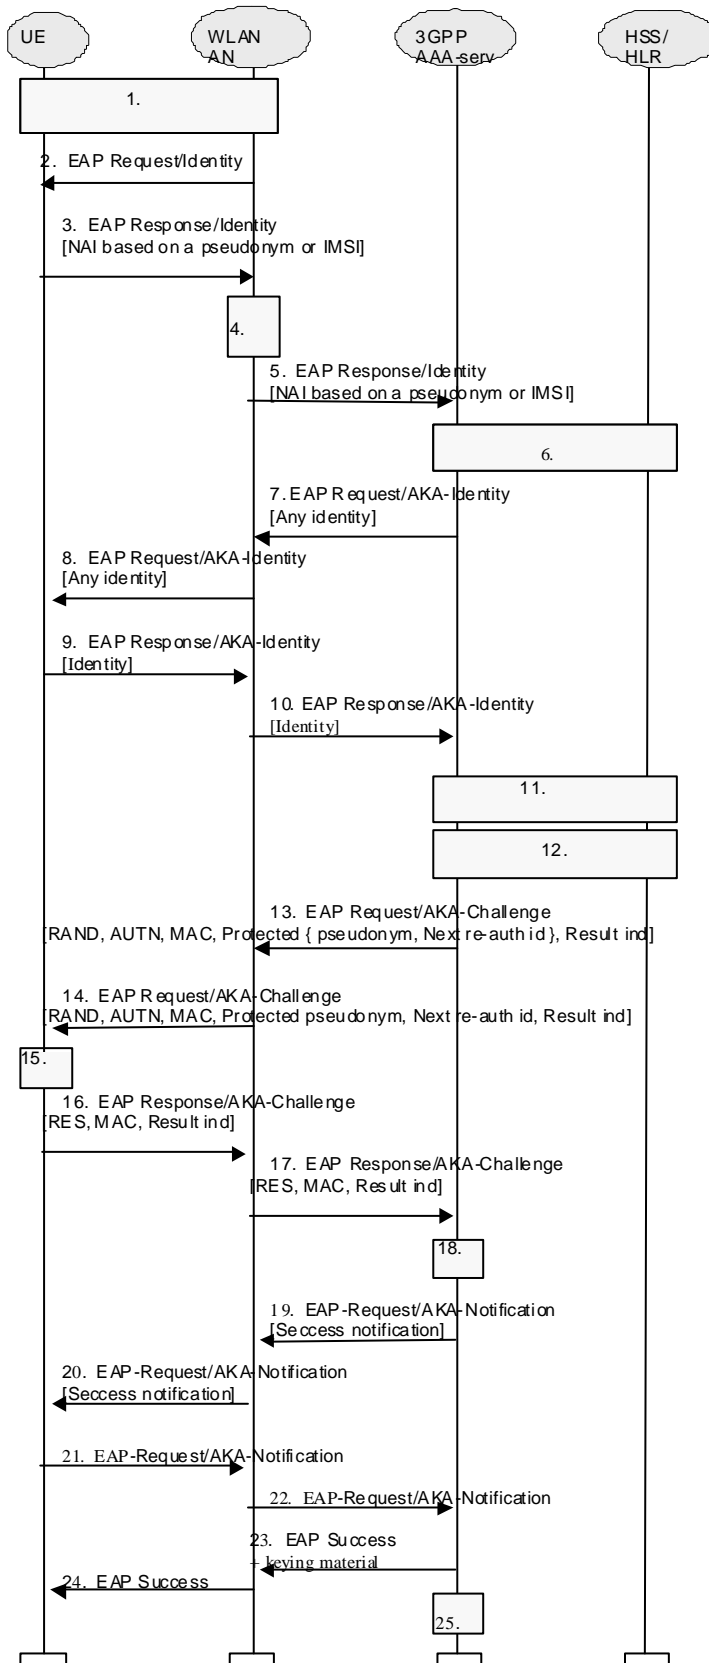 UE
WLAN
AN
3GPP
AAA-serv
HSS/
HLR
1.
2. EAP Request/Identity
3. EAP Response/Identity
[NAI based on a pseudonym or IMSI]
4.
5. EAP Response/Identity
[NAI based on a pseudonym or IMSI]
6.
7. EAP Request/AKA-Identity
[Any identity]
8. EAP Request/AKA-Identity
[Any identity]
9. EAP Response/AKA-Identity
[Identity]
10. EAP Response/AKA-Identity
[Identity]
11.
12.
13. EAP Request/AKA-Challenge
[RAND, AUTN, MAC, Protected { pseudonym, Next re-auth id }, Result ind]
14. EAP Request/AKA-Challenge
[RAND, AUTN, MAC, Protected pseudonym, Next re-auth id, Result ind]
15.
16. EAP Response/AKA-Challenge
[RES, MAC, Result ind]
17. EAP Response/AKA-Challenge
[RES, MAC, Result ind]
18.
19. EAP-Request/AKA-Notification
[Seccess notification]
20. EAP-Request/AKA-Notification
[Seccess notification]
21. EAP-Request/AKA-Notification
22. EAP-Request/AKA-Notification
23. EAP Success
+ keying material
24. EAP Success
25.